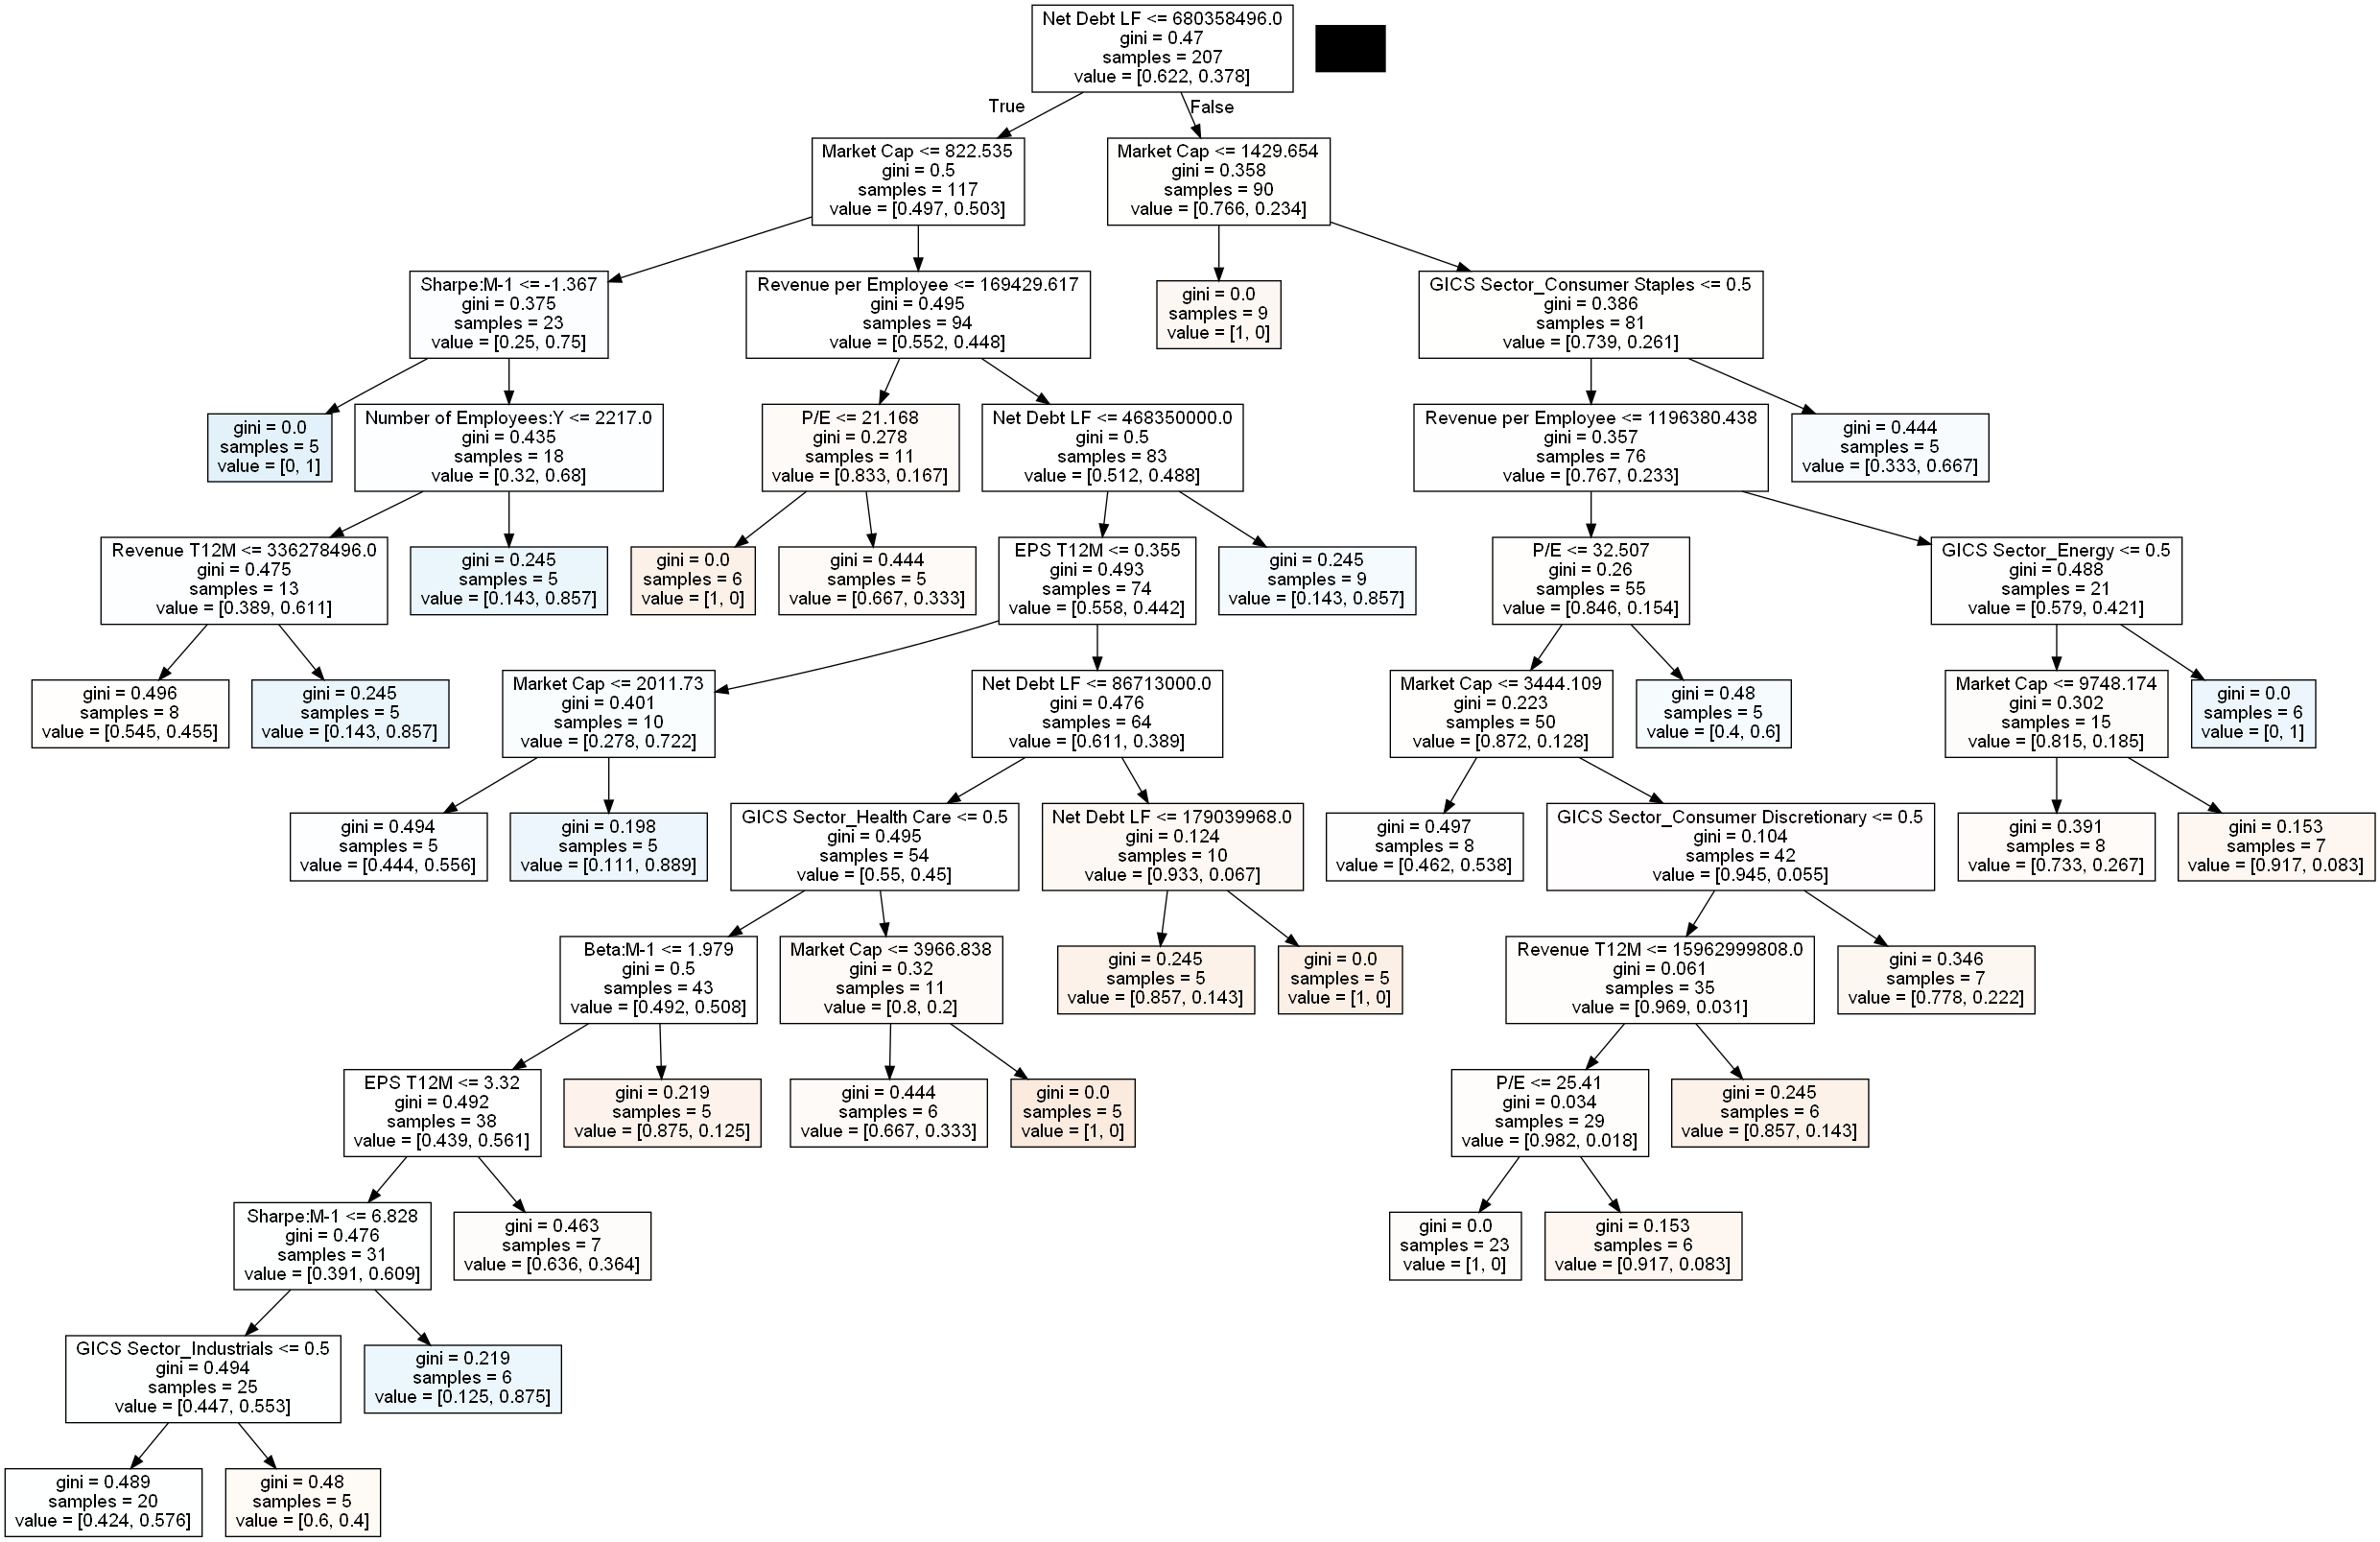 Net Debt LF <= 680358496.0
gini = 0.47
samples = 207
value = [0.622, 0.378]
True
False
Market Cap <= 822.535
gini = 0.5
samples = 117
value = [0.497, 0.503]
Market Cap <= 1429.654
gini = 0.358
samples = 90
value = [0.766, 0.234]
Sharpe:M-1 <= -1.367
gini = 0.375
samples = 23
value = [0.25, 0.75]
Revenue per Employee <= 169429.617
gini = 0.495
samples = 94
value = [0.552, 0.448]
gini = 0.0
samples = 9
value = [1, 0]
GICS Sector_Consumer Staples <= 0.5
gini = 0.386
samples = 81
value = [0.739, 0.261]
gini = 0.0
samples = 5
value = [0, 1]
Number of Employees:Y <= 2217.0
gini = 0.435
samples = 18
value = [0.32, 0.68]
P/E <= 21.168
gini = 0.278
samples = 11
value = [0.833, 0.167]
Net Debt LF <= 468350000.0
gini = 0.5
samples = 83
value = [0.512, 0.488]
Revenue per Employee <= 1196380.438
gini = 0.357
samples = 76
value = [0.767, 0.233]
gini = 0.444
samples = 5
value = [0.333, 0.667]
Revenue T12M <= 336278496.0
gini = 0.475
samples = 13
value = [0.389, 0.611]
gini = 0.245
samples = 5
value = [0.143, 0.857]
gini = 0.0
samples = 6
value = [1, 0]
gini = 0.444
samples = 5
value = [0.667, 0.333]
EPS T12M <= 0.355
gini = 0.493
samples = 74
value = [0.558, 0.442]
gini = 0.245
samples = 9
value = [0.143, 0.857]
P/E <= 32.507
gini = 0.26
samples = 55
value = [0.846, 0.154]
GICS Sector_Energy <= 0.5
gini = 0.488
samples = 21
value = [0.579, 0.421]
gini = 0.496
samples = 8
value = [0.545, 0.455]
gini = 0.245
samples = 5
value = [0.143, 0.857]
Market Cap <= 2011.73
gini = 0.401
samples = 10
value = [0.278, 0.722]
Net Debt LF <= 86713000.0
gini = 0.476
samples = 64
value = [0.611, 0.389]
Market Cap <= 3444.109
gini = 0.223
samples = 50
value = [0.872, 0.128]
gini = 0.48
samples = 5
value = [0.4, 0.6]
Market Cap <= 9748.174
gini = 0.302
samples = 15
value = [0.815, 0.185]
gini = 0.0
samples = 6
value = [0, 1]
gini = 0.494
samples = 5
value = [0.444, 0.556]
gini = 0.198
samples = 5
value = [0.111, 0.889]
GICS Sector_Health Care <= 0.5
gini = 0.495
samples = 54
value = [0.55, 0.45]
Net Debt LF <= 179039968.0
gini = 0.124
samples = 10
value = [0.933, 0.067]
gini = 0.497
samples = 8
value = [0.462, 0.538]
GICS Sector_Consumer Discretionary <= 0.5
gini = 0.104
samples = 42
value = [0.945, 0.055]
gini = 0.391
samples = 8
value = [0.733, 0.267]
gini = 0.153
samples = 7
value = [0.917, 0.083]
Beta:M-1 <= 1.979
gini = 0.5
samples = 43
value = [0.492, 0.508]
Market Cap <= 3966.838
gini = 0.32
samples = 11
value = [0.8, 0.2]
gini = 0.245
samples = 5
value = [0.857, 0.143]
gini = 0.0
samples = 5
value = [1, 0]
Revenue T12M <= 15962999808.0
gini = 0.061
samples = 35
value = [0.969, 0.031]
gini = 0.346
samples = 7
value = [0.778, 0.222]
EPS T12M <= 3.32
gini = 0.492
samples = 38
value = [0.439, 0.561]
gini = 0.219
samples = 5
value = [0.875, 0.125]
gini = 0.444
samples = 6
value = [0.667, 0.333]
gini = 0.0
samples = 5
value = [1, 0]
P/E <= 25.41
gini = 0.034
samples = 29
value = [0.982, 0.018]
gini = 0.245
samples = 6
value = [0.857, 0.143]
Sharpe:M-1 <= 6.828
gini = 0.476
samples = 31
value = [0.391, 0.609]
gini = 0.463
samples = 7
value = [0.636, 0.364]
gini = 0.0
samples = 23
value = [1, 0]
gini = 0.153
samples = 6
value = [0.917, 0.083]
GICS Sector_Industrials <= 0.5
gini = 0.494
samples = 25
value = [0.447, 0.553]
gini = 0.219
samples = 6
value = [0.125, 0.875]
gini = 0.489
samples = 20
value = [0.424, 0.576]
gini = 0.48
samples = 5
value = [0.6, 0.4]